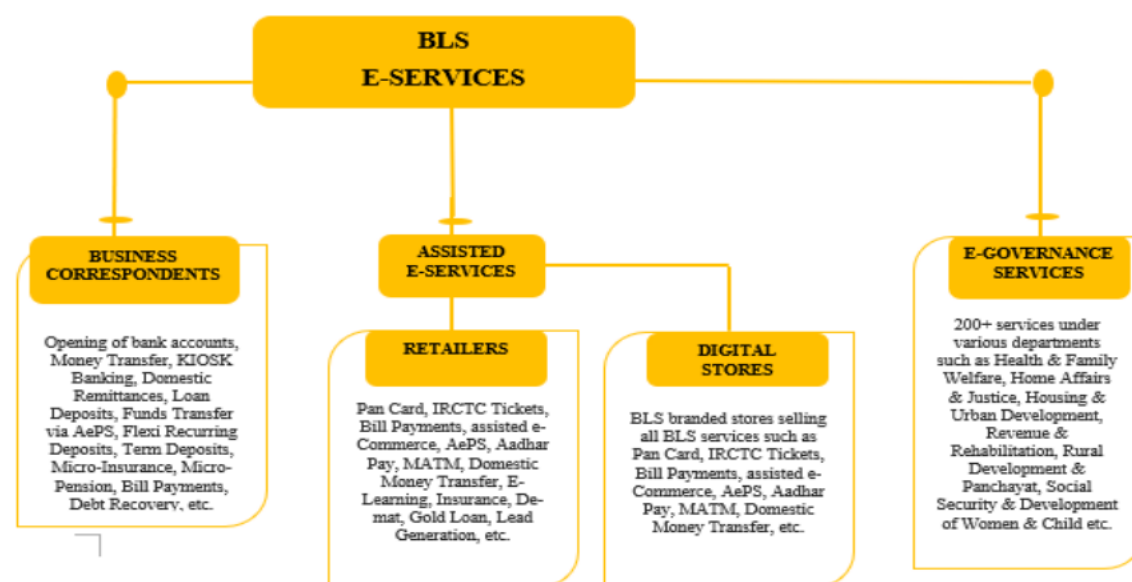 BLS
E-SERVICES
BUSINESS
CORRESPONDENTS
Opening of bank accounts,
Money Transfer, KIOSK
Banking, Domestic
Remittances, Loan
Deposits, Funds Transfer
via AePS, Flexi Recurring
Deposits, Term Deposits,
Micro-Insurance, Micro-
Pension, Bill Payments,
Debt Recovery, etc.
ASSISTED
E-SERVICES
RETAILERS
Pan Card, IRCTC Tickets,
Bill Payments, assisted e-
Commerce, AePS, Aadhar
Pay, MATM, Domestic
Money Transfer, E-
Learning, Insurance, De-
mat, Gold Loan, Lead
Generation, etc.
DIGITAL
STORES
BLS branded stores selling
all BLS services such as
Pan Card, IRCTC Tickets,
Bill Payments, assisted e-
Commerce, AePS, Aadhar
Pay, MATM, Domestic
Money Transfer, etc.
E-GOVERNANCE
SERVICES
200+ services under
various departments
such as Health & Family
Welfare, Home Affairs
& Justice, Housing &
Urban Development,
Revenue &
Rehabilitation, Rural
Development &
Panchayat, Social
Security & Development
of Women & Child etc.